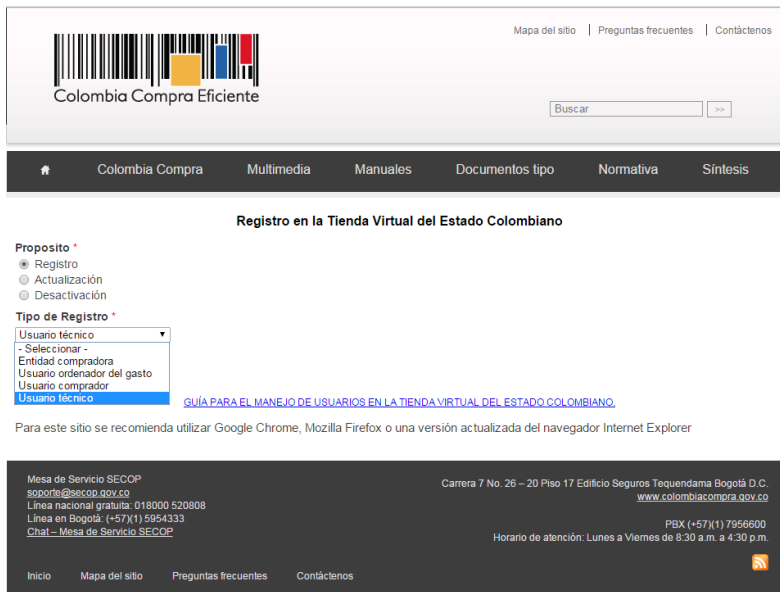 Mapa del sitio | Preguntas frecuentes | Contáctenos
Colombia Compra Eficiente
Buscar >>
Colombia Compra Multimedia Manuales Documentos tipo Normativa Síntesis
Registro en la Tienda Virtual del Estado Colombiano
Proposito *
Registro
Actualización
Desactivación
Tipo de Registro *
Usuario técnico
- Seleccionar -
Entidad compradora
Usuario ordenador del gasto
Usuario comprador
Usuario técnico
GUÍA PARA EL MANEJO DE USUARIOS EN LA TIENDA VIRTUAL DEL ESTADO COLOMBIANO.
Para este sitio se recomienda utilizar Google Chrome, Mozilla Firefox o una versión actualizada del navegador Internet Explorer
Mesa de Servicio SECOP
soporte@secop.gov.co
Línea nacional gratuita: 018000 520808
Línea en Bogotá: (+57)(1) 5954333
Chat – Mesa de Servicio SECOP
Carrera 7 No. 26 – 20 Piso 17 Edificio Seguros Tequendama Bogotá D.C.
www.colombiacompra.gov.co
PBX (+57)(1) 7956600
Horario de atención: Lunes a Viernes de 8:30 a.m. a 4:30 p.m.
Inicio Mapa del sitio Preguntas frecuentes Contáctenos